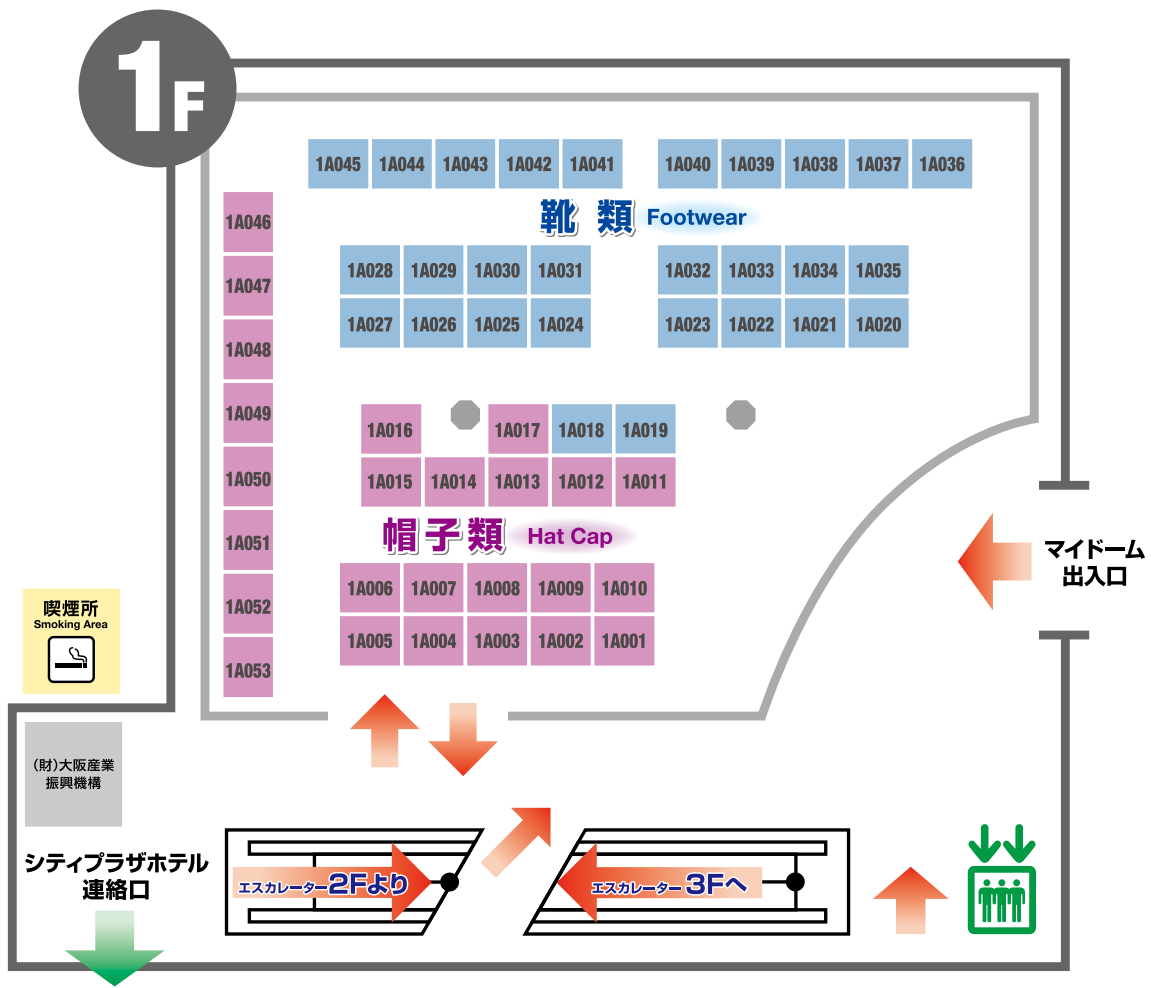 1F
1A045 1A044 1A043 1A042 1A041 1A040 1A039 1A038 1A037 1A036
靴 類 Footwear
1A046
1A047
1A048
1A049
1A050
1A051
1A052
1A053
1A028 1A029 1A030 1A031 1A032 1A033 1A034 1A035
1A027 1A026 1A025 1A024 1A023 1A022 1A021 1A020
1A016 1A017 1A018 1A019
1A015 1A014 1A013 1A012 1A011
帽子類 Hat Cap
1A006 1A007 1A008 1A009 1A010
1A005 1A004 1A003 1A002 1A001
マイドーム
出入口
喫煙所
Smoking Area
(財)大阪産業
振興機構
シティプラザホテル
連絡口
エスカレーター2Fより
エスカレーター3Fへ